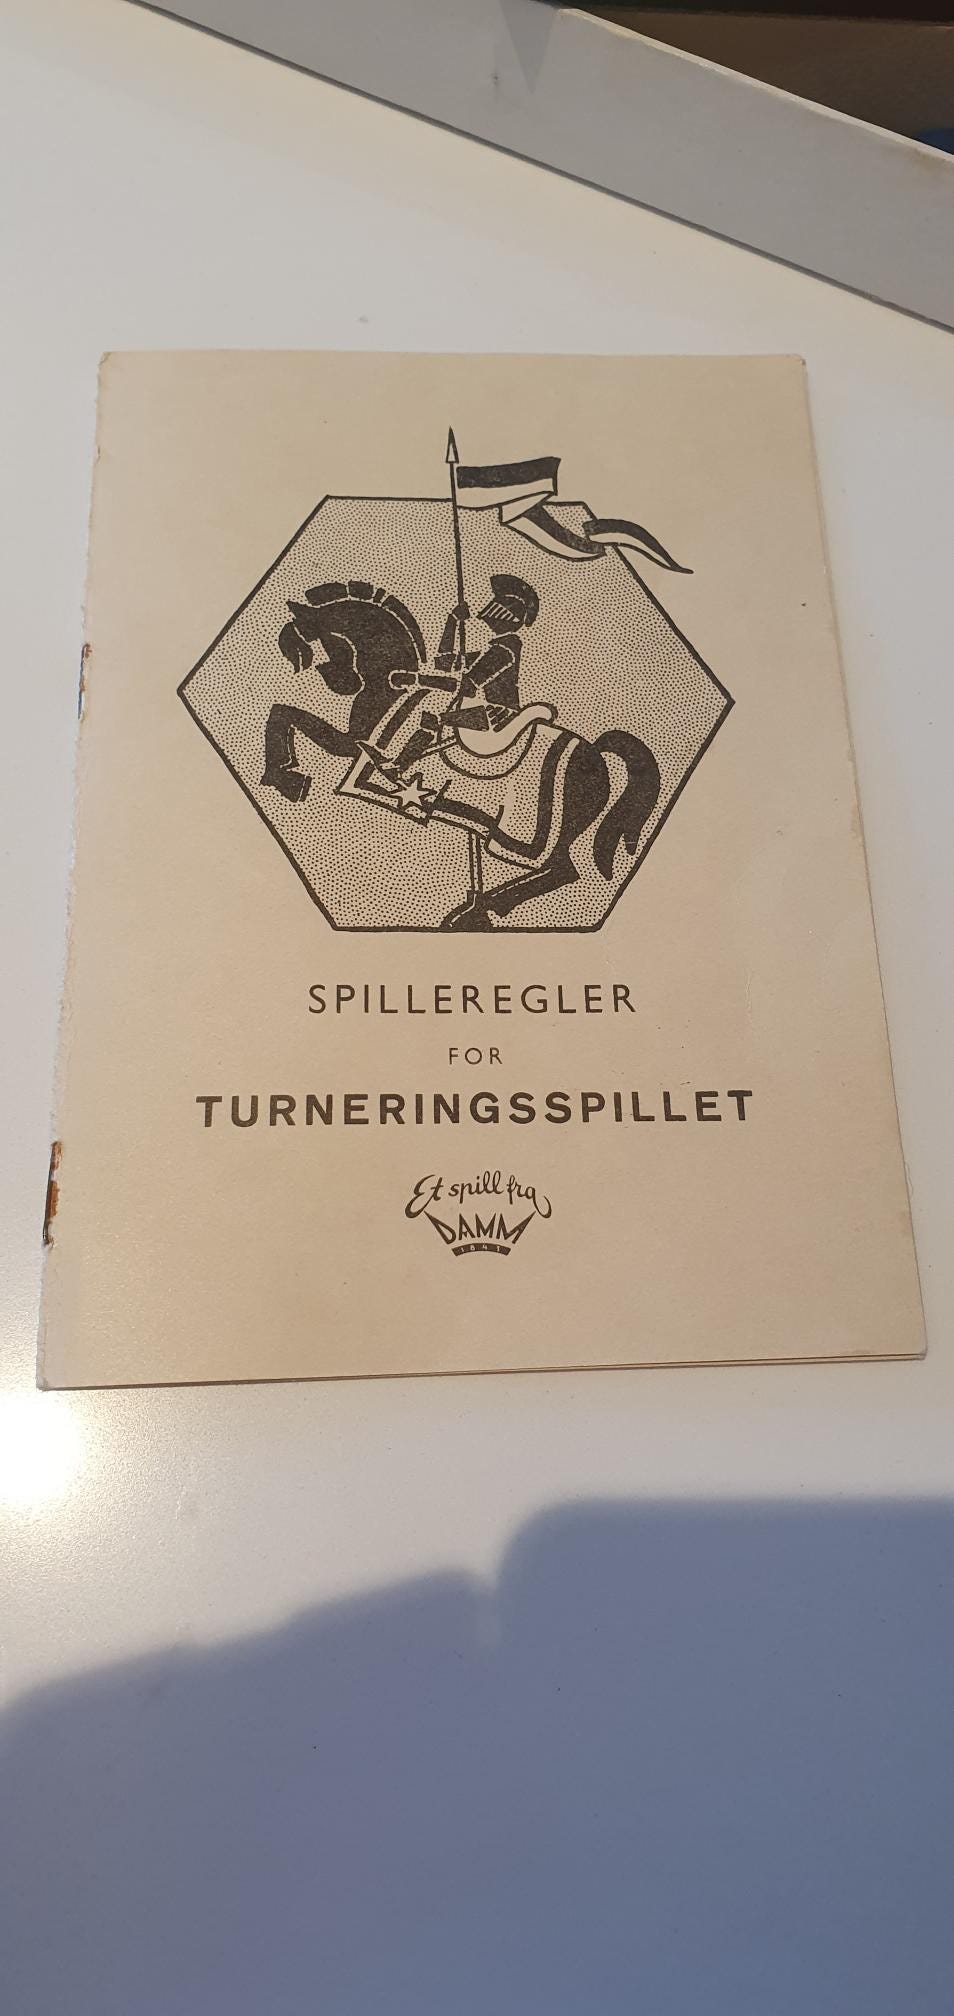 SPILLEREGLER
FOR
TURNERINGSSPILLET
Et spill fra
DAMM
1843